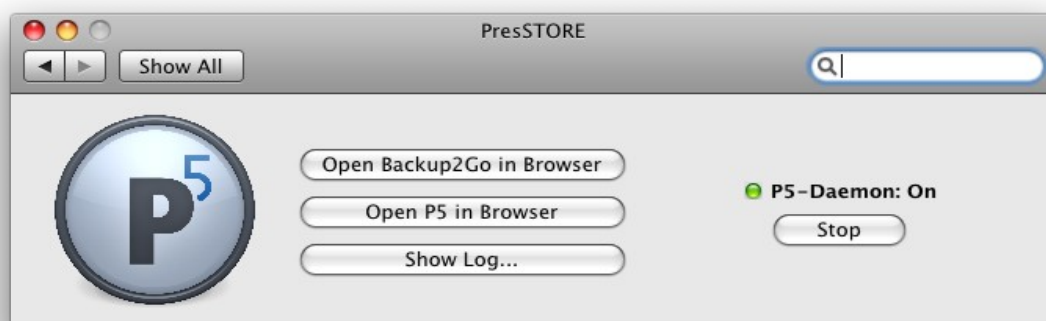 PresSTORE
Show All
P5
Open Backup2Go in Browser
Open P5 in Browser
Show Log...
P5-Daemon: On
Stop